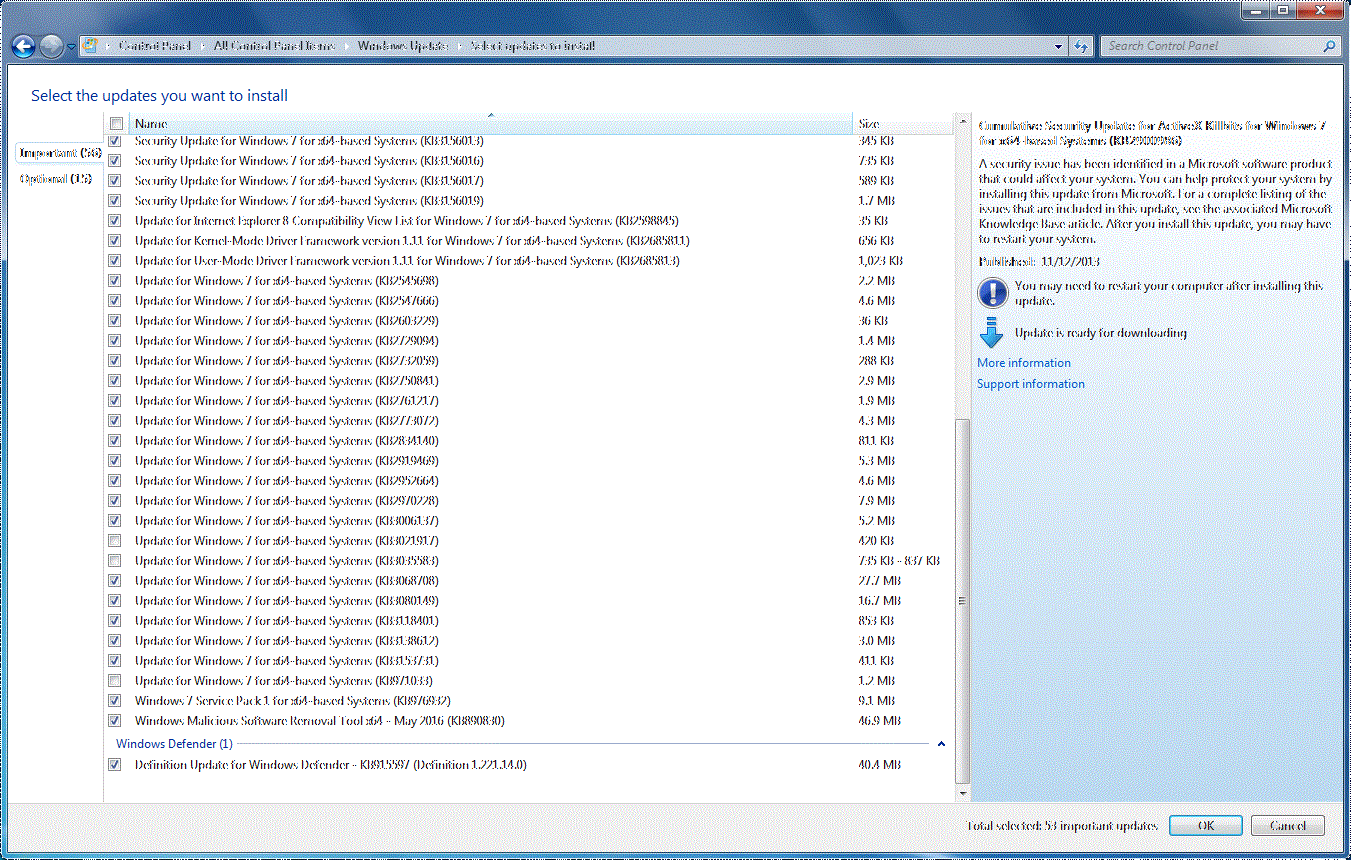 Control Panel
All Control Panel Items
Windows Update
Select updates to install
Search Control Panel
Select the updates you want to install
Important (56)
Optional (15)
Name
Size
Security Update for Windows 7 for x64-based Systems (KB3156013) 345 KB
Security Update for Windows 7 for x64-based Systems (KB3156016) 735 KB
Security Update for Windows 7 for x64-based Systems (KB3156017) 589 KB
Security Update for Windows 7 for x64-based Systems (KB3156019) 1.7 MB
Update for Internet Explorer 8 Compatibility View List for Windows 7 for x64-based Systems (KB2598845) 35 KB
Update for Kernel-Mode Driver Framework version 1.11 for Windows 7 for x64-based Systems (KB2685811) 656 KB
Update for User-Mode Driver Framework version 1.11 for Windows 7 for x64-based Systems (KB2685813) 1,023 KB
Update for Windows 7 for x64-based Systems (KB2545698) 2.2 MB
Update for Windows 7 for x64-based Systems (KB2547666) 4.6 MB
Update for Windows 7 for x64-based Systems (KB2603229) 36 KB
Update for Windows 7 for x64-based Systems (KB2729094) 1.4 MB
Update for Windows 7 for x64-based Systems (KB2732059) 288 KB
Update for Windows 7 for x64-based Systems (KB2750841) 2.9 MB
Update for Windows 7 for x64-based Systems (KB2761217) 1.9 MB
Update for Windows 7 for x64-based Systems (KB2773072) 4.3 MB
Update for Windows 7 for x64-based Systems (KB2834140) 811 KB
Update for Windows 7 for x64-based Systems (KB2919469) 5.3 MB
Update for Windows 7 for x64-based Systems (KB2952664) 4.6 MB
Update for Windows 7 for x64-based Systems (KB2970228) 7.9 MB
Update for Windows 7 for x64-based Systems (KB3006137) 5.2 MB
Update for Windows 7 for x64-based Systems (KB3021917) 420 KB
Update for Windows 7 for x64-based Systems (KB3035583) 735 KB - 837 KB
Update for Windows 7 for x64-based Systems (KB3068708) 27.7 MB
Update for Windows 7 for x64-based Systems (KB3080149) 16.7 MB
Update for Windows 7 for x64-based Systems (KB3118401) 853 KB
Update for Windows 7 for x64-based Systems (KB3138612) 3.0 MB
Update for Windows 7 for x64-based Systems (KB3153731) 411 KB
Update for Windows 7 for x64-based Systems (KB971033) 1.2 MB
Windows 7 Service Pack 1 for x64-based Systems (KB976932) 9.1 MB
Windows Malicious Software Removal Tool x64 - May 2016 (KB890830) 46.9 MB
Windows Defender (1)
Definition Update for Windows Defender - KB915597 (Definition 1.221.14.0) 40.4 MB
Cumulative Security Update for ActiveX Killbits for Windows 7
for x64-based Systems (KB2900986)
A security issue has been identified in a Microsoft software product
that could affect your system. You can help protect your system by
installing this update from Microsoft. For a complete listing of the
issues that are included in this update, see the associated Microsoft
Knowledge Base article. After you install this update, you may have
to restart your system.
Published: 11/12/2013
You may need to restart your computer after installing this
update.
Update is ready for downloading
More information
Support information
Total selected: 53 important updates
OK
Cancel